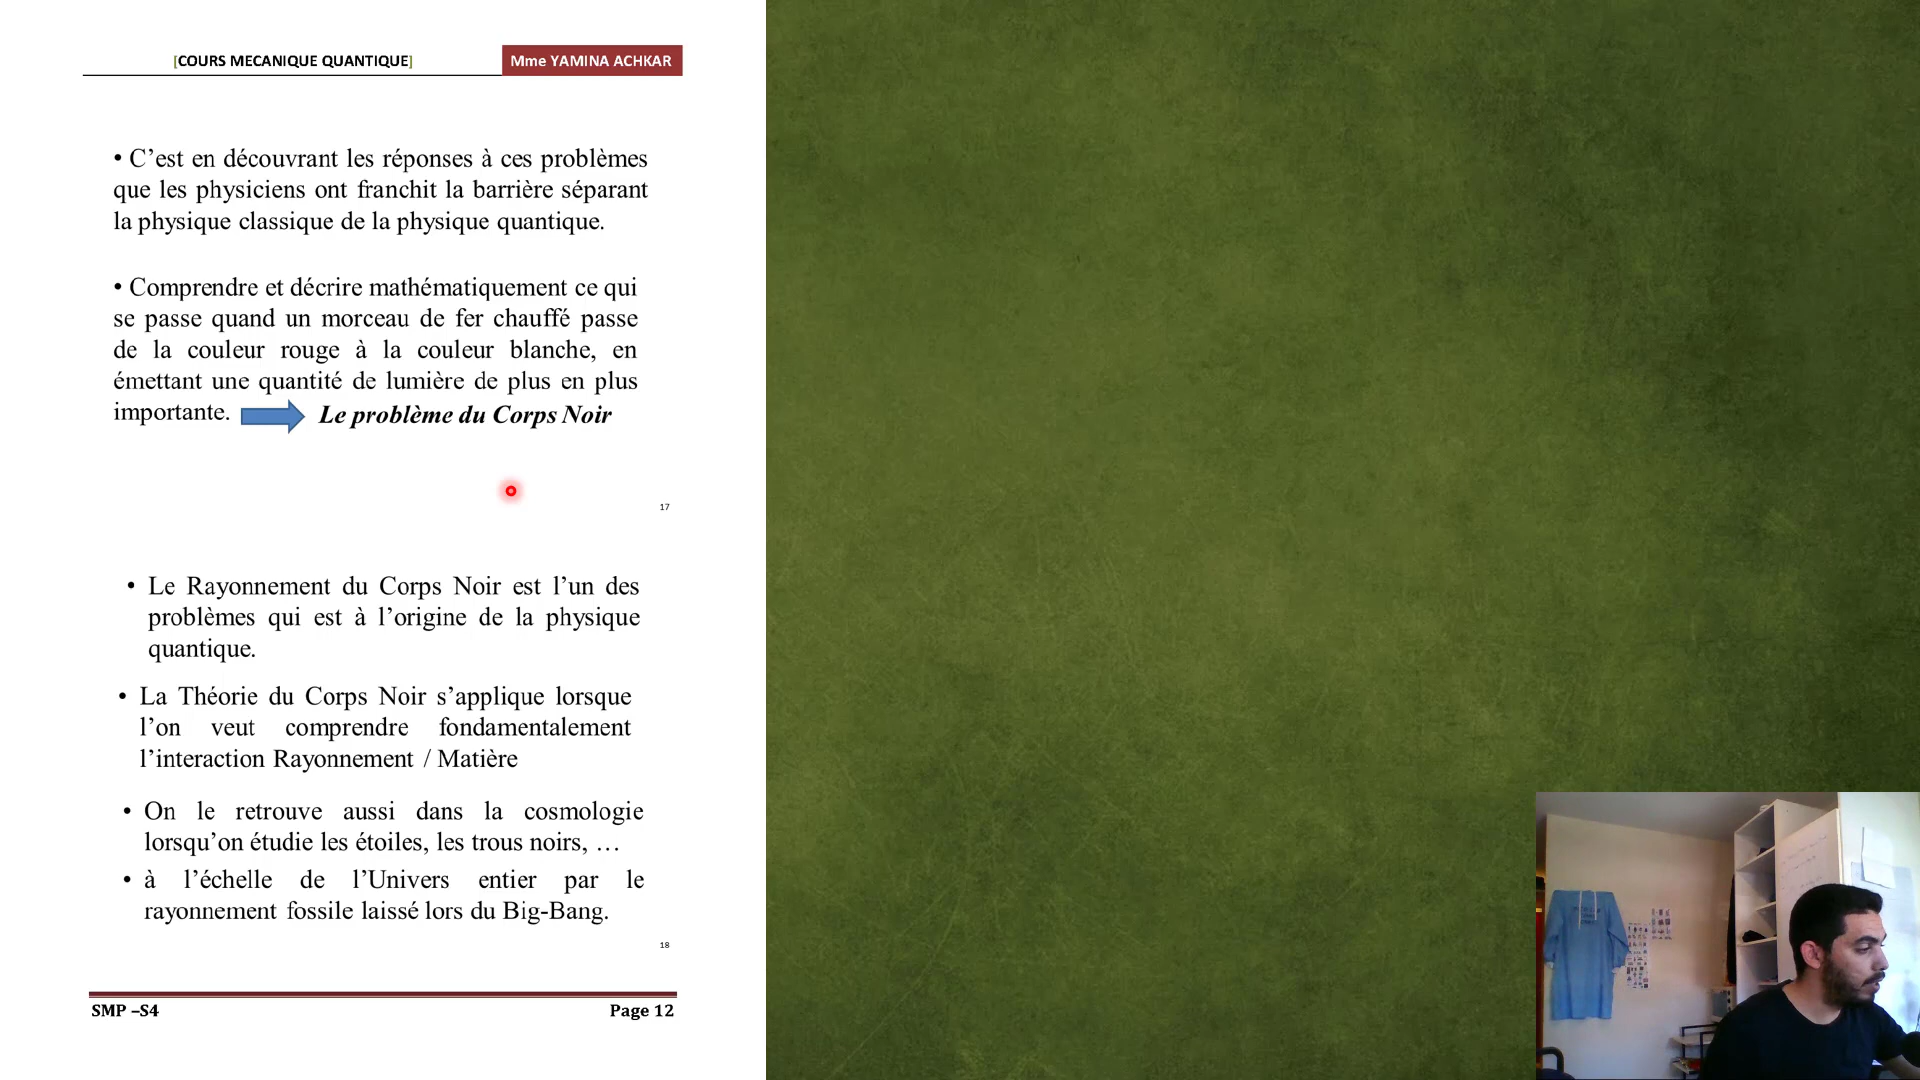 [COURS MECANIQUE QUANTIQUE]
Mme YAMINA ACHKAR
• C’est en découvrant les réponses à ces problèmes
que les physiciens ont franchit la barrière séparant
la physique classique de la physique quantique.
• Comprendre et décrire mathématiquement ce qui
se passe quand un morceau de fer chauffé passe
de la couleur rouge à la couleur blanche, en
émettant une quantité de lumière de plus en plus
importante.
Le problème du Corps Noir
17
• Le Rayonnement du Corps Noir est l’un des
problèmes qui est à l’origine de la physique
quantique.
• La Théorie du Corps Noir s’applique lorsque
l’on veut comprendre fondamentalement
l’interaction Rayonnement / Matière
• On le retrouve aussi dans la cosmologie
lorsqu’on étudie les étoiles, les trous noirs, …
• à l’échelle de l’Univers entier par le
rayonnement fossile laissé lors du Big-Bang.
18
SMP –S4
Page 12